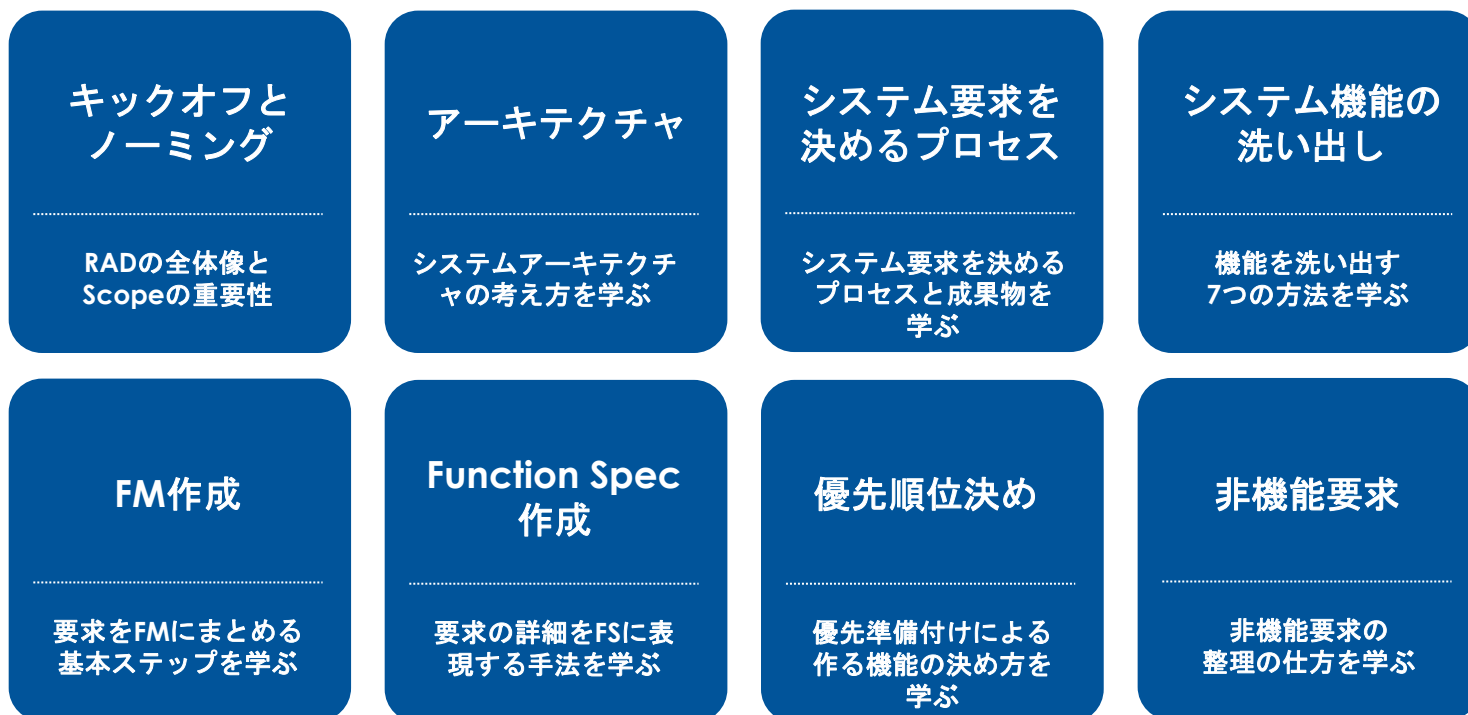 キックオフと
ノーミング
RADの全体像と
Scopeの重要性
アーキテクチャ
システムアーキテクチ
ャの考え方を学ぶ
システム要求を
決めるプロセス
システム要求を決める
プロセスと成果物を
学ぶ
システム機能の
洗い出し
機能を洗い出す
7つの方法を学ぶ
FM作成
要求をFMにまとめる
基本ステップを学ぶ
Function Spec
作成
要求の詳細をFSに表
現する手法を学ぶ
優先順位決め
優先準備付けによる
作る機能の決め方を
学ぶ
非機能要求
非機能要求の
整理の仕方を学ぶ